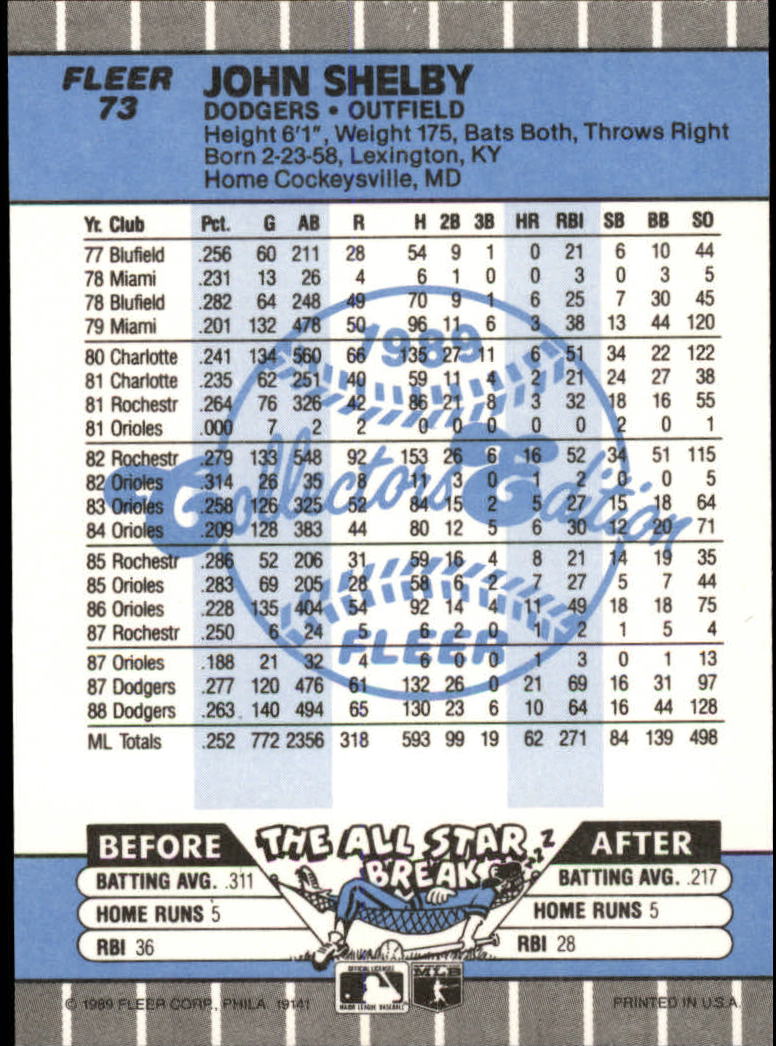 FLEER
73
JOHN SHELBY
DODGERS • OUTFIELD
Height 6'1", Weight 175, Bats Both, Throws Right
Born 2-23-58, Lexington, KY
Home Cockeysville, MD
Yr. Club Pct. G AB R H 2B 3B HR RBI SB BB SO
77 Blufield .256 60 211 28 54 9 1 0 21 6 10 44
78 Miami .231 13 26 4 6 1 0 0 3 0 3 5
78 Blufield .282 64 248 49 70 9 1 6 25 7 30 45
79 Miami .201 132 478 50 96 11 6 3 38 13 44 120
80 Charlotte .241 134 560 66 135 27 11 6 51 34 22 122
81 Charlotte .235 62 251 40 59 11 4 2 21 24 27 38
81 Rochestr .264 76 326 42 86 21 8 3 32 18 16 55
81 Orioles .000 7 2 2 0 0 0 0 0 2 0 1
82 Rochestr .279 133 548 92 153 26 6 16 52 34 51 115
82 Orioles .314 26 35 8 11 3 0 1 2 0 0 5
83 Orioles .258 126 325 52 84 15 2 5 27 15 18 64
84 Orioles .209 128 383 44 80 12 5 6 30 12 20 71
85 Rochestr .286 52 206 31 59 16 4 8 21 14 19 35
85 Orioles .283 69 205 28 58 6 2 7 27 5 7 44
86 Orioles .228 135 404 54 92 14 4 11 49 18 18 75
87 Rochestr .250 6 24 5 6 2 0 1 2 1 5 4
87 Orioles .188 21 32 4 6 0 0 1 3 0 1 13
87 Dodgers .277 120 476 61 132 26 0 21 69 16 31 97
88 Dodgers .263 140 494 65 130 23 6 10 64 16 44 128
ML Totals .252 772 2356 318 593 99 19 62 271 84 139 498
1989
Collectors Edition
FLEER
THE ALL STAR
BREAK
ZZZ
BEFORE
BATTING AVG. .311
HOME RUNS 5
RBI 36
AFTER
BATTING AVG. .217
HOME RUNS 5
RBI 28
OFFICIAL LICENSEE
MAJOR LEAGUE BASEBALL
MLB
© 1989 FLEER CORP., PHILA. 19141
PRINTED IN U.S.A.